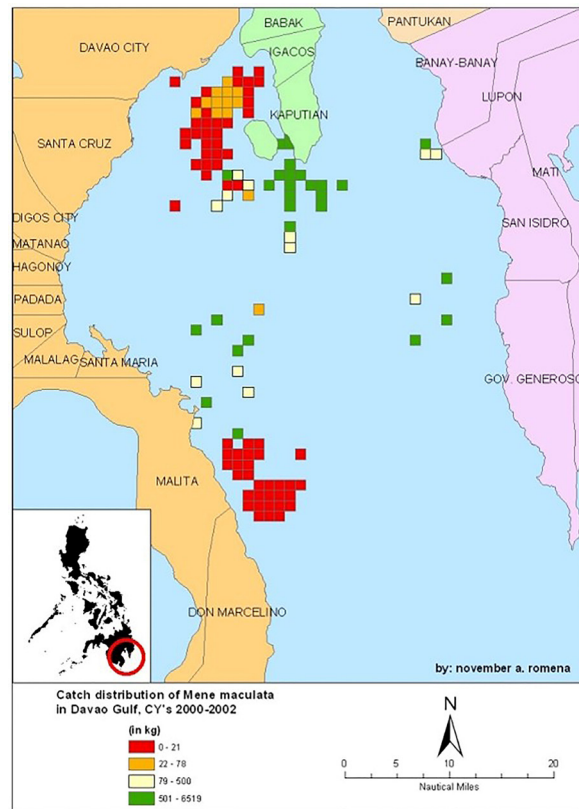 BABAK
PANTUKAN
DAVAO CITY
IGACOS
BANAY-BANAY
LUPON
KAPUTIAN
SANTA CRUZ
MATI
DIGOS CITY
SAN ISIDRO
MATANAO
HAGONOY
PADADA
SULOP
MALALAG
SANTA MARIA
GOV. GENEROSO
MALITA
DON MARCELINO
by: november a. romena
Catch distribution of Mene maculata
in Davao Gulf, CY's 2000-2002
(in kg)
0 - 21
22 - 78
79 - 500
501 - 6519
N
0 5 10 20
Nautical Miles